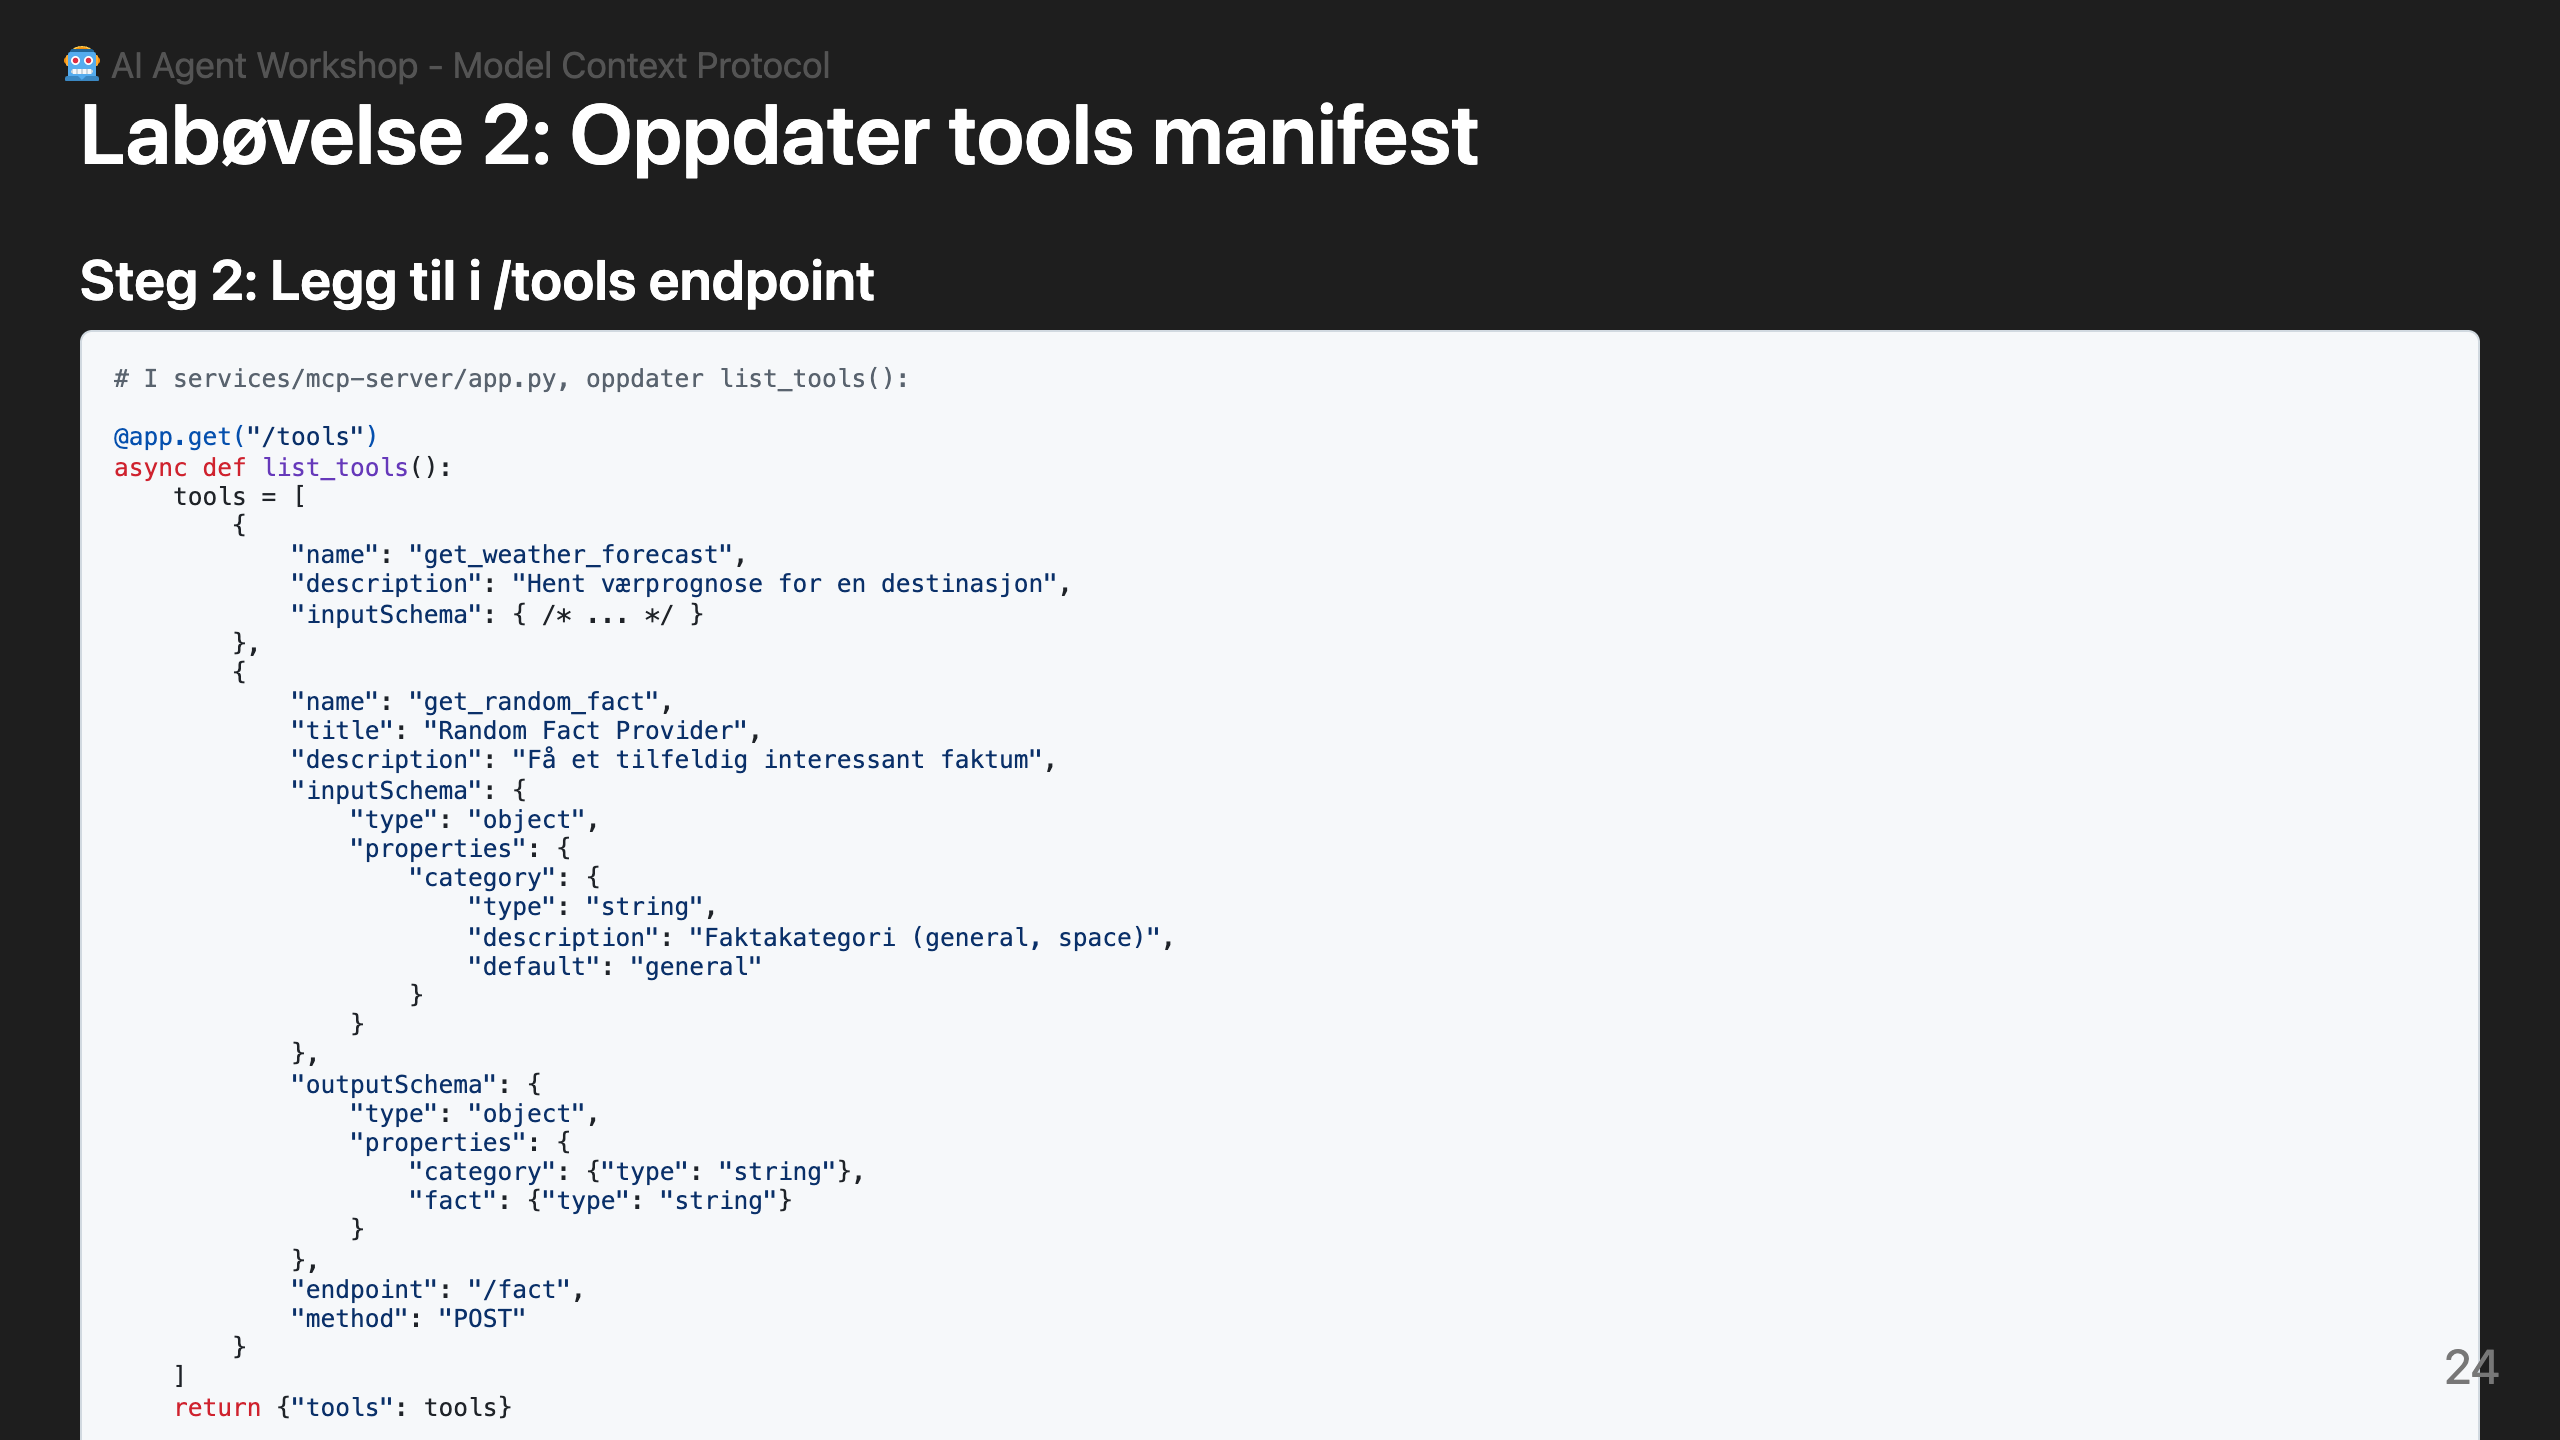 🤖 AI Agent Workshop - Model Context Protocol
Labøvelse 2: Oppdater tools manifest
Steg 2: Legg til i /tools endpoint
# I services/mcp-server/app.py, oppdater list_tools():
@app.get("/tools")
async def list_tools():
    tools = [
        {
            "name": "get_weather_forecast",
            "description": "Hent værprognose for en destinasjon",
            "inputSchema": { /* ... */ }
        },
        {
            "name": "get_random_fact",
            "title": "Random Fact Provider",
            "description": "Få et tilfeldig interessant faktum",
            "inputSchema": {
                "type": "object",
                "properties": {
                    "category": {
                        "type": "string",
                        "description": "Faktakategori (general, space)",
                        "default": "general"
                    }
                }
            },
            "outputSchema": {
                "type": "object",
                "properties": {
                    "category": {"type": "string"},
                    "fact": {"type": "string"}
                }
            },
            "endpoint": "/fact",
            "method": "POST"
        }
    ]
    return {"tools": tools}
24